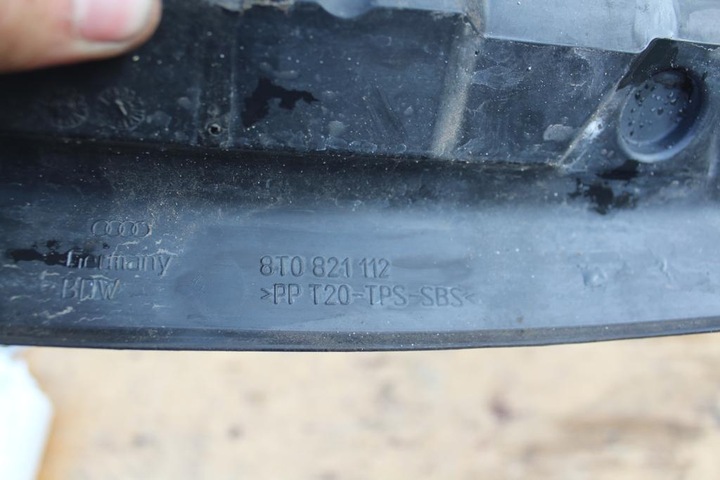 Germany
8T0 821 112
>PP T20-TPS-SBS<